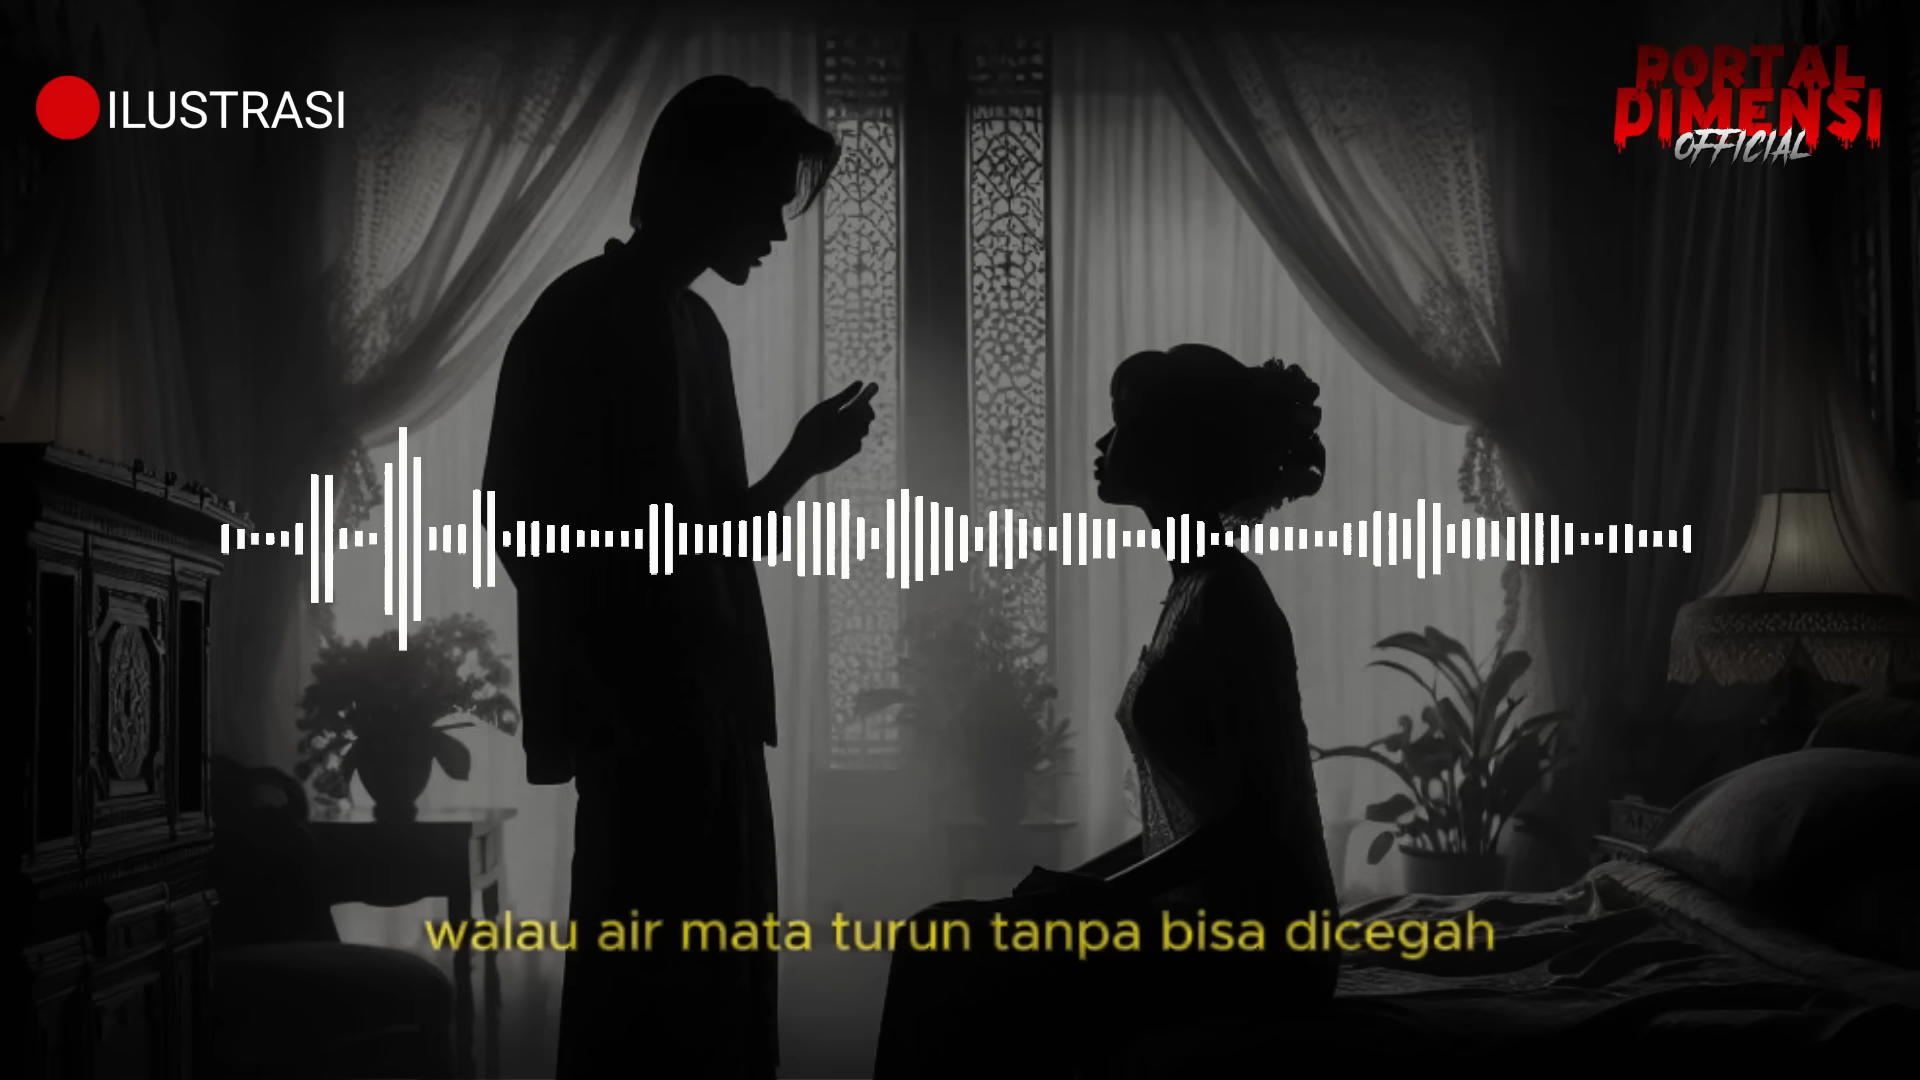 ILUSTRASI
PORTAL
DIMENSI
OFFICIAL
walau air mata turun tanpa bisa dicegah